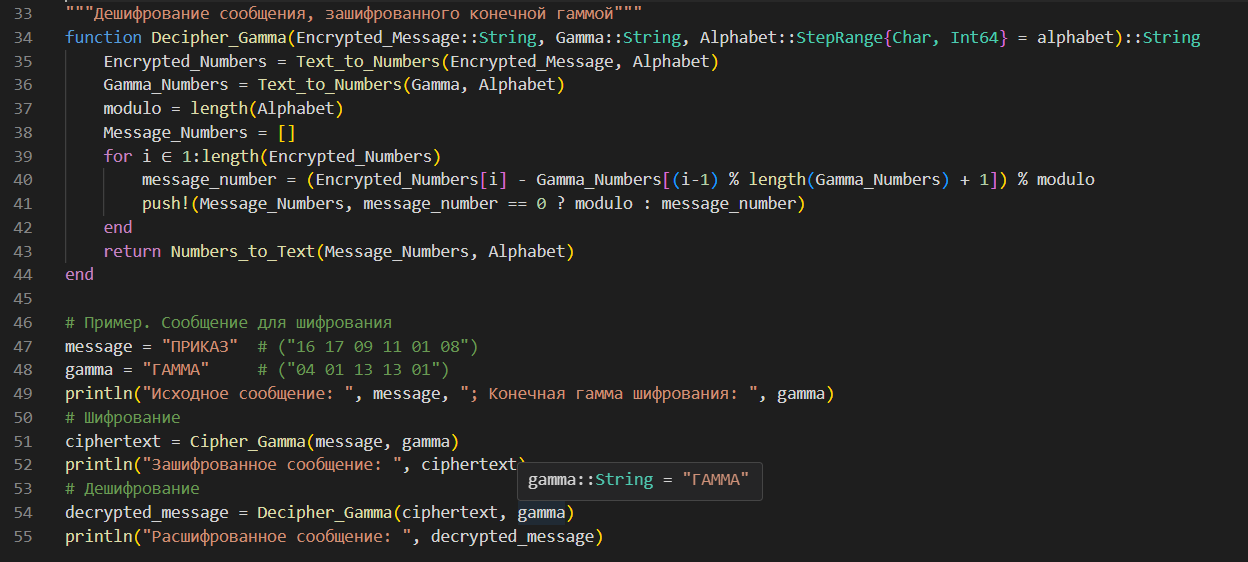 33 """Дешифрование сообщения, зашифрованного конечной гаммой"""
34 function Decipher_Gamma(Encrypted_Message::String, Gamma::String, Alphabet::StepRange{Char, Int64} = alphabet)::String
35     Encrypted_Numbers = Text_to_Numbers(Encrypted_Message, Alphabet)
36     Gamma_Numbers = Text_to_Numbers(Gamma, Alphabet)
37     modulo = length(Alphabet)
38     Message_Numbers = []
39     for i ∈ 1:length(Encrypted_Numbers)
40         message_number = (Encrypted_Numbers[i] - Gamma_Numbers[(i-1) % length(Gamma_Numbers) + 1]) % modulo
41         push!(Message_Numbers, message_number == 0 ? modulo : message_number)
42     end
43     return Numbers_to_Text(Message_Numbers, Alphabet)
44 end
45
46 # Пример. Сообщение для шифрования
47 message = "ПРИКАЗ"  # ("16 17 09 11 01 08")
48 gamma = "ГАММА"     # ("04 01 13 13 01")
49 println("Исходное сообщение: ", message, "; Конечная гамма шифрования: ", gamma)
50 # Шифрование
51 ciphertext = Cipher_Gamma(message, gamma)
52 println("Зашифрованное сообщение: ", ciphertext)
gamma::String = "ГАММА"
53 # Дешифрование
54 decrypted_message = Decipher_Gamma(ciphertext, gamma)
55 println("Расшифрованное сообщение: ", decrypted_message)